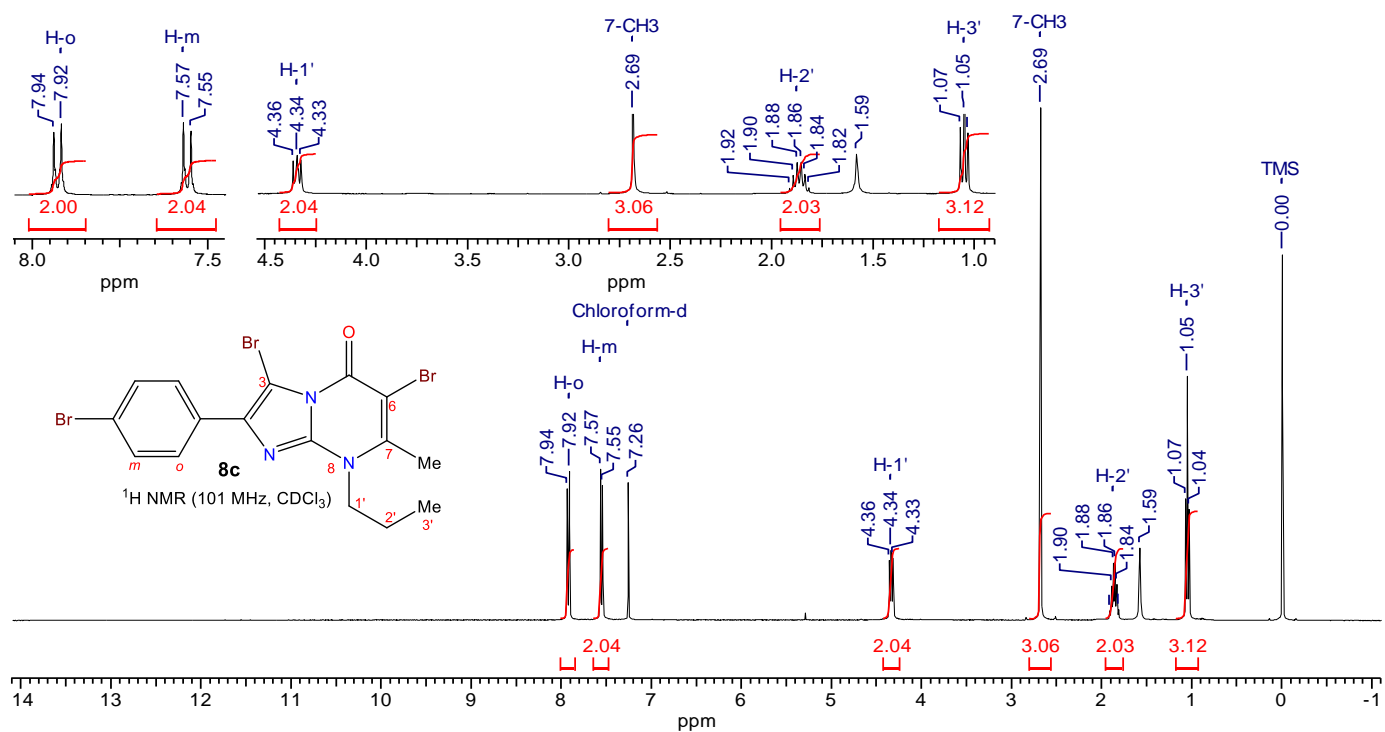 H-o
7.94
7.92
H-m
7.57
7.55
2.00
2.04
8.0
7.5
ppm
H-1'
4.36
4.34
4.33
7-CH3
2.69
H-2'
1.92
1.90
1.88
1.86
1.84
1.82
1.59
H-3'
1.07
1.05
2.04
3.06
2.03
3.12
4.5
4.0
3.5
3.0
2.5
2.0
1.5
1.0
ppm
Chloroform-d
H-m
H-o
7.94
7.92
7.57
7.55
7.26
H-1'
4.36
4.34
4.33
7-CH3
2.69
H-2'
1.90
1.88
1.86
1.84
1.59
H-3'
1.07
1.05
1.04
TMS
0.00
Br
O
Br
3
N
6
Br
N
7
8
N
Me
m
o
8c
1'
2'
Me
3'
¹H NMR (101 MHz, CDCl₃)
2.04
2.04
3.06
2.03
3.12
14
13
12
11
10
9
8
7
6
5
4
3
2
1
0
-1
ppm